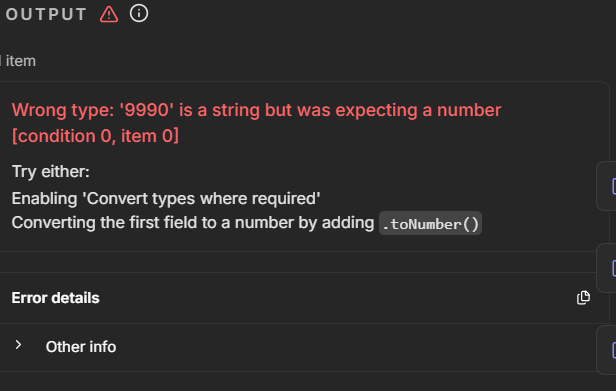 OUTPUT
item
Wrong type: '9990' is a string but was expecting a number
[condition 0, item 0]
Try either:
Enabling 'Convert types where required'
Converting the first field to a number by adding .toNumber()
Error details
Other info